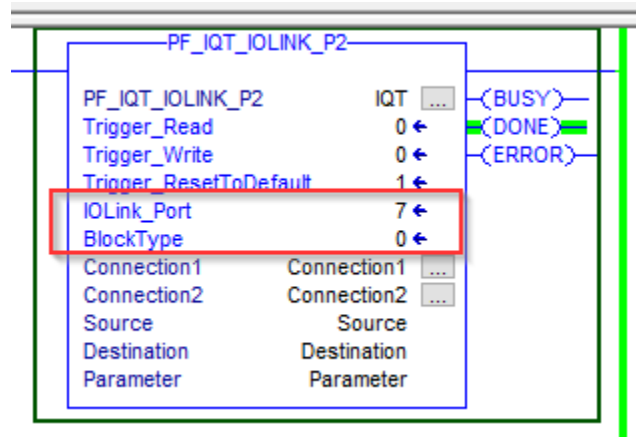 PF_IQT_IOLINK_P2
PF_IQT_IOLINK_P2 IQT ... (BUSY)
Trigger_Read 0 (DONE)
Trigger_Write 0 (ERROR)
Trigger_ResetToDefault 1
IOLink_Port 7
BlockType 0
Connection1 Connection1 ...
Connection2 Connection2 ...
Source Source
Destination Destination
Parameter Parameter